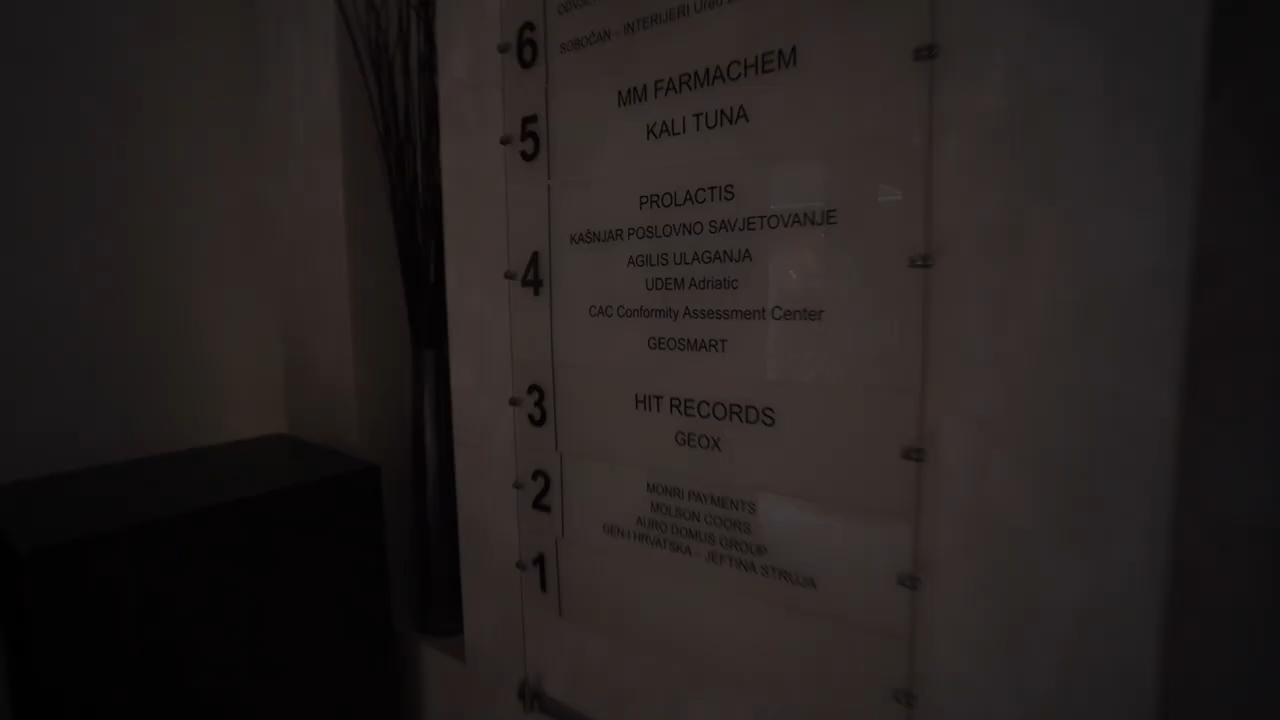 6
SOBOČAN - INTERIJERI Ured
MM FARMACHEM
5
KALI TUNA
PROLACTIS
KAŠNJAR POSLOVNO SAVJETOVANJE
4
AGILIS ULAGANJA
UDEM Adriatic
CAC Conformity Assessment Center
GEOSMART
3
HIT RECORDS
GEOX
2
MONRI PAYMENTS
MOLSON COORS
AURO DOMUS GROUP
GEN-I HRVATSKA - JEFTINA STRUJA
1